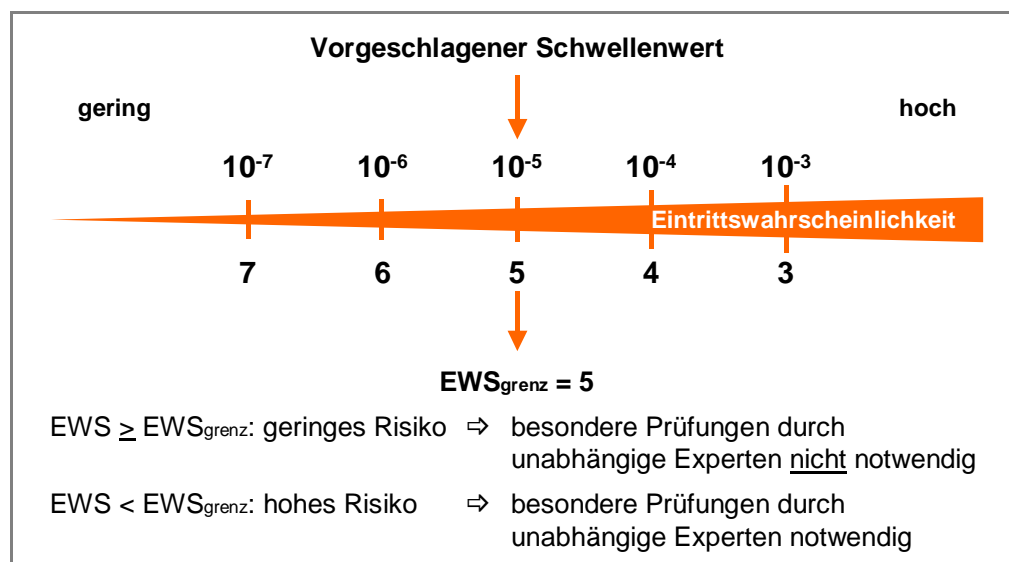 Vorgeschlagener Schwellenwert
gering hoch
10⁻⁷ 10⁻⁶ 10⁻⁵ 10⁻⁴ 10⁻³
Eintrittswahrscheinlichkeit
7 6 5 4 3
EWSgrenz = 5
EWS ≥ EWSgrenz: geringes Risiko ⇨ besondere Prüfungen durch
unabhängige Experten nicht notwendig
EWS < EWSgrenz: hohes Risiko ⇨ besondere Prüfungen durch
unabhängige Experten notwendig